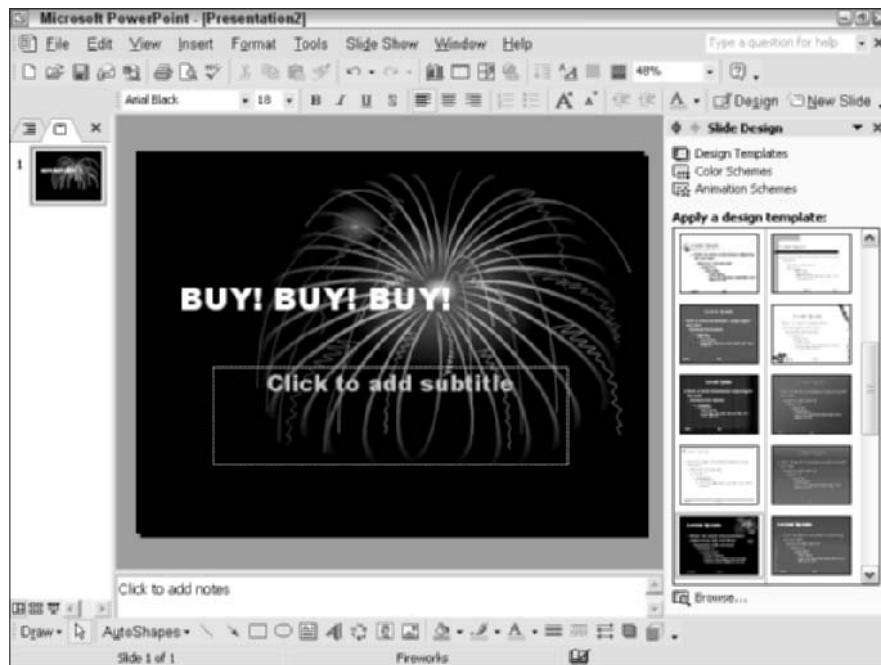 Microsoft PowerPoint - [Presentation2]
File Edit View Insert Format Tools Slide Show Window Help
Type a question for help
48%
Arial Black 18 B I U S A A A Design New Slide
Slide Design
1
Design Templates
Color Schemes
Animation Schemes
Apply a design template:
BUY! BUY! BUY!
Click to add subtitle
Browse...
Click to add notes
Draw AutoShapes A A
Slide 1 of 1 Fireworks